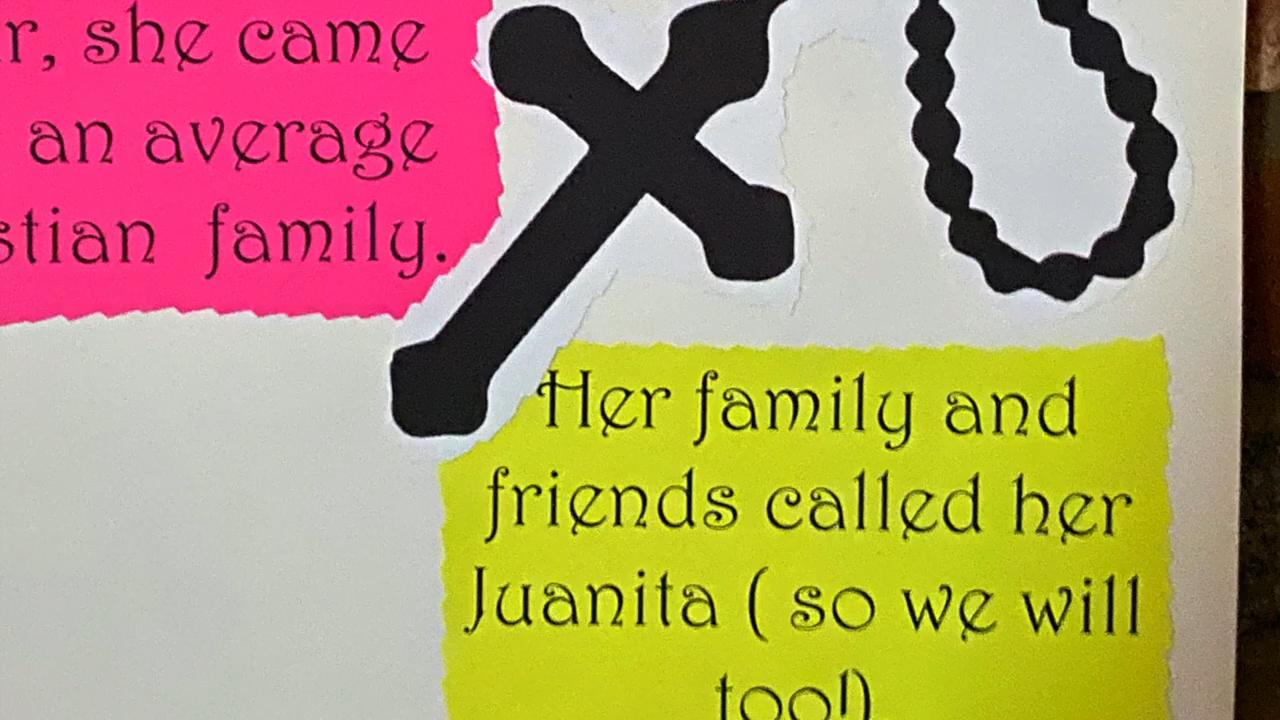 r, she came
an average
stian family.
Her family and
friends called her
Juanita ( so we will
too!)